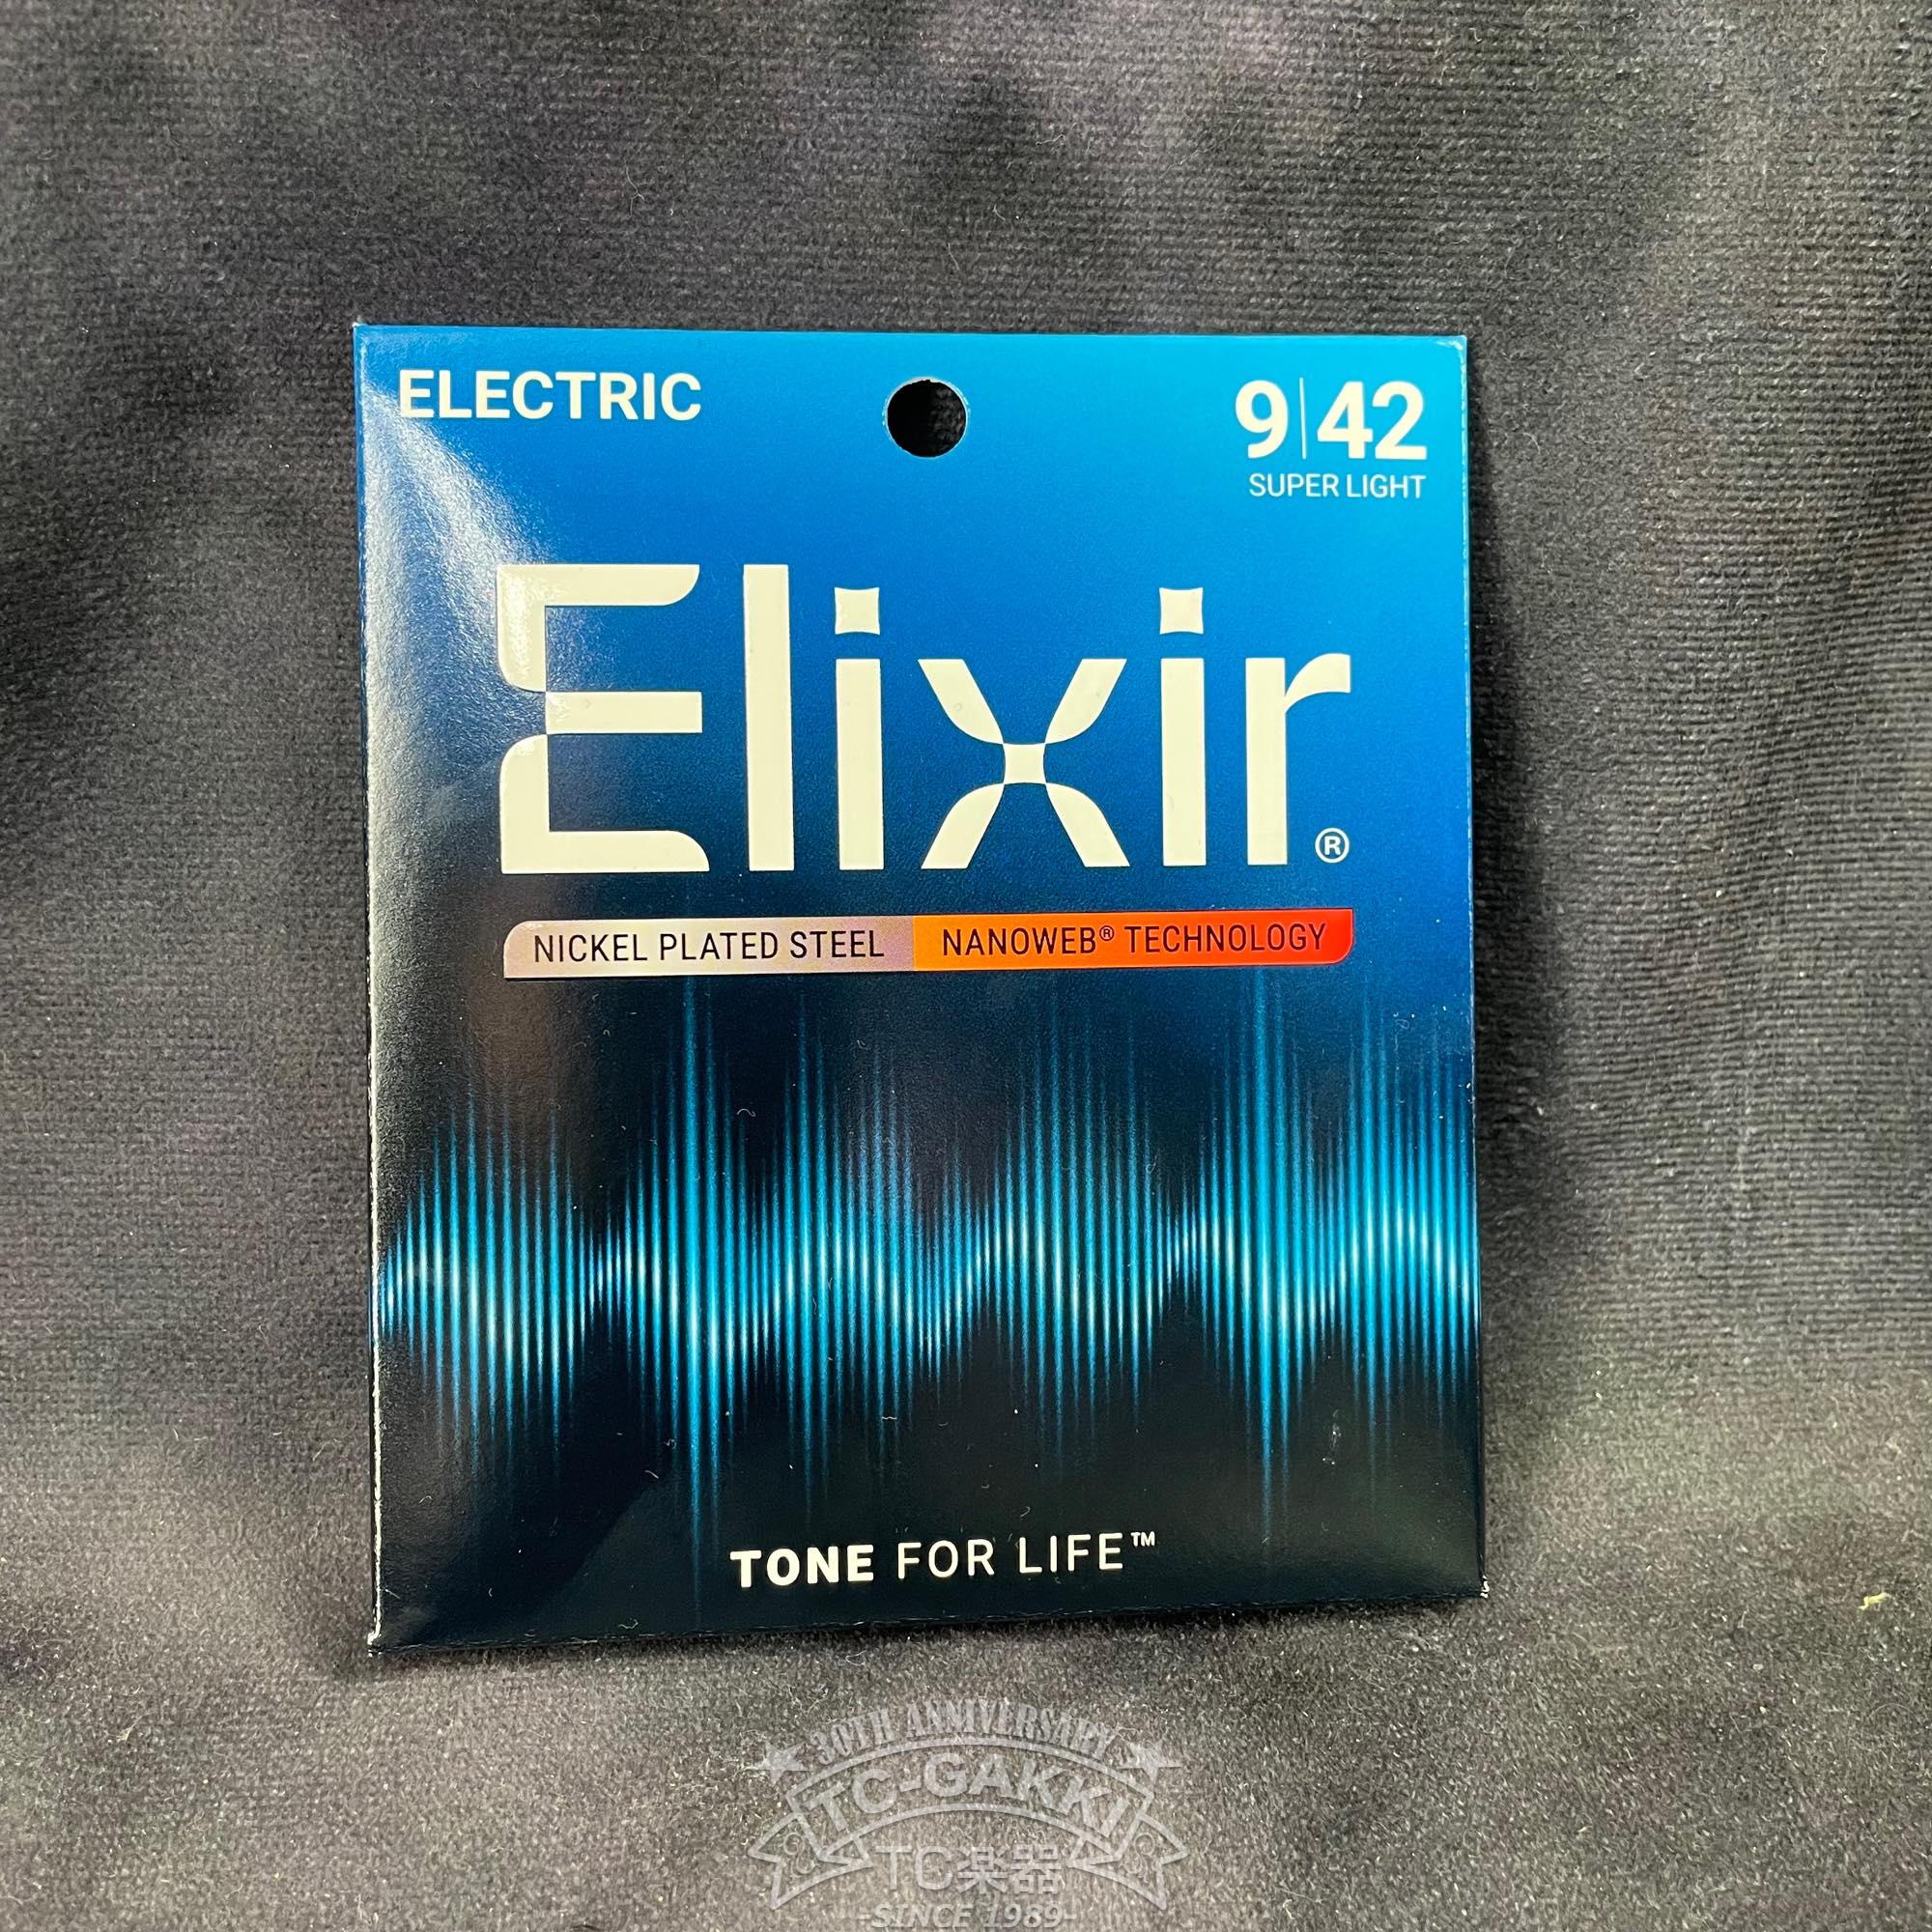 ELECTRIC
9|42
SUPER LIGHT
Elixir®
NICKEL PLATED STEEL NANOWEB® TECHNOLOGY
TONE FOR LIFE™
30TH ANNIVERSARY
TC-GAKKI
TC楽器
-SINCE 1989-